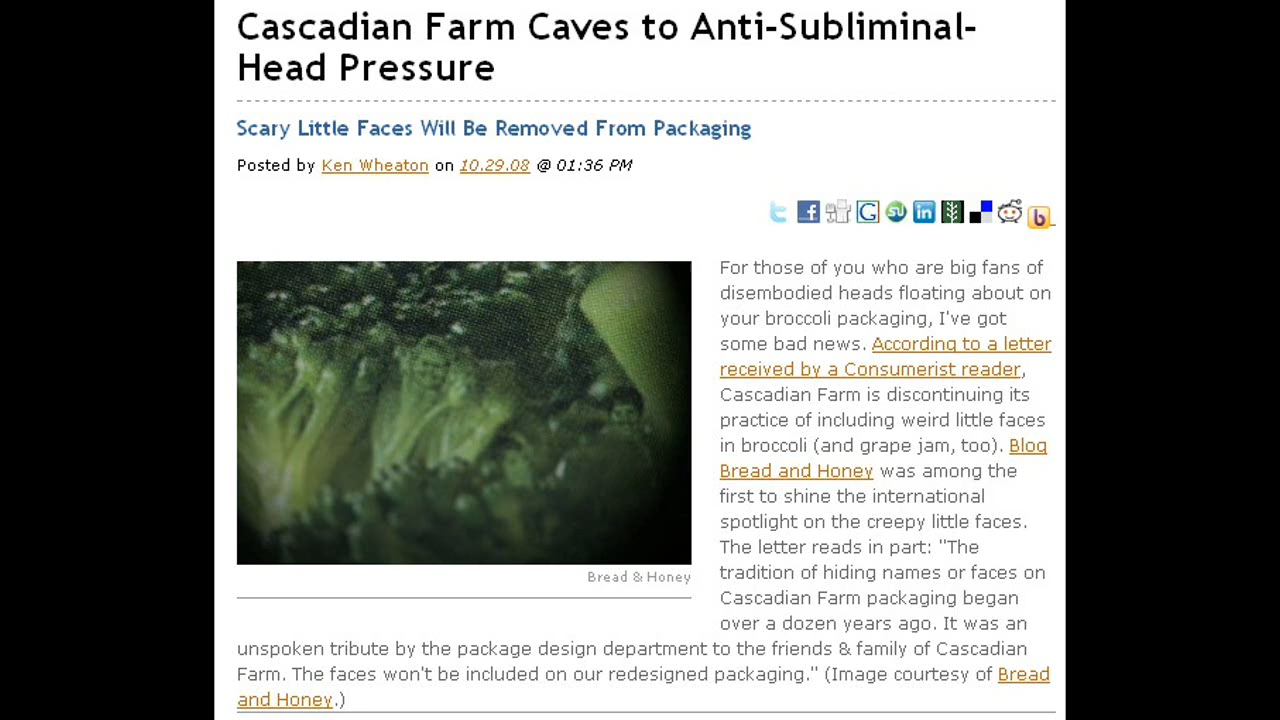 Cascadian Farm Caves to Anti-Subliminal-
Head Pressure
Scary Little Faces Will Be Removed From Packaging
Posted by Ken Wheaton on 10.29.08 @ 01:36 PM
For those of you who are big fans of
disembodied heads floating about on
your broccoli packaging, I've got
some bad news. According to a letter
received by a Consumerist reader,
Cascadian Farm is discontinuing its
practice of including weird little faces
in broccoli (and grape jam, too). Blog
Bread and Honey was among the
first to shine the international
spotlight on the creepy little faces.
The letter reads in part: "The
tradition of hiding names or faces on
Cascadian Farm packaging began
over a dozen years ago. It was an
unspoken tribute by the package design department to the friends & family of Cascadian
Farm. The faces won't be included on our redesigned packaging." (Image courtesy of Bread
and Honey.)
Bread & Honey